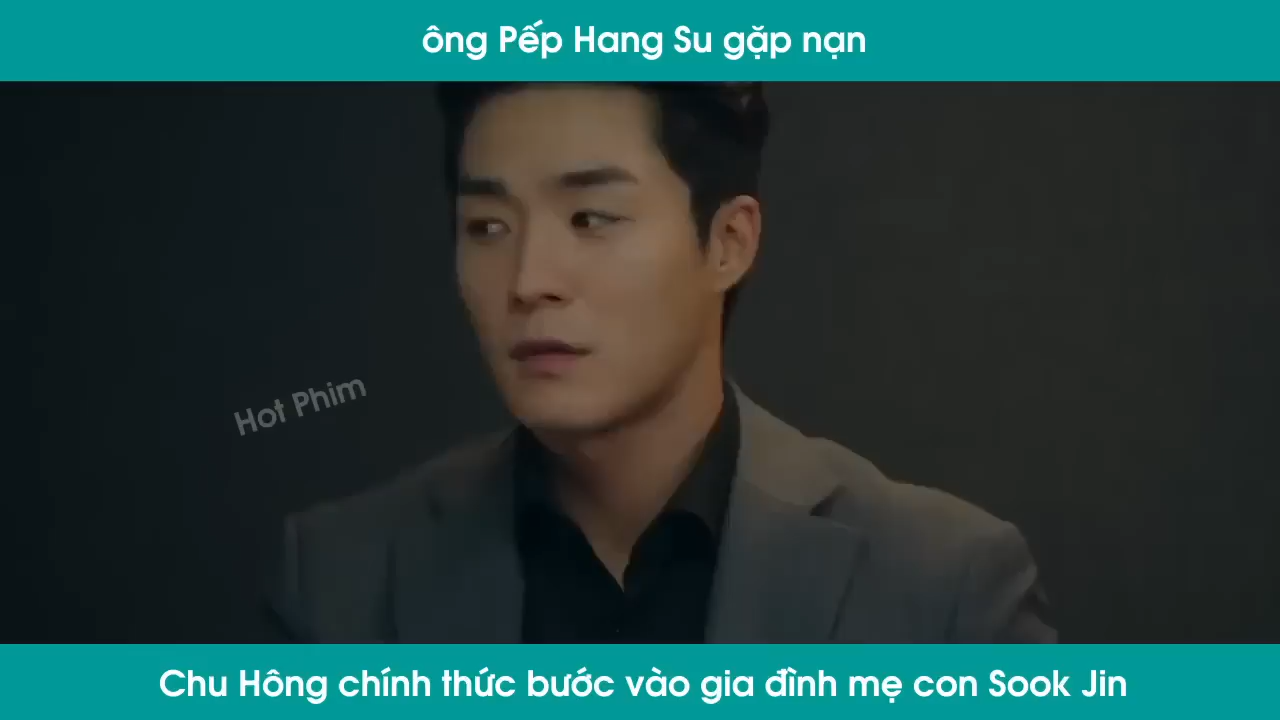 ông Pếp Hang Su gặp nạn
Hot Phim
Chu Hông chính thức bước vào gia đình mẹ con Sook Jin